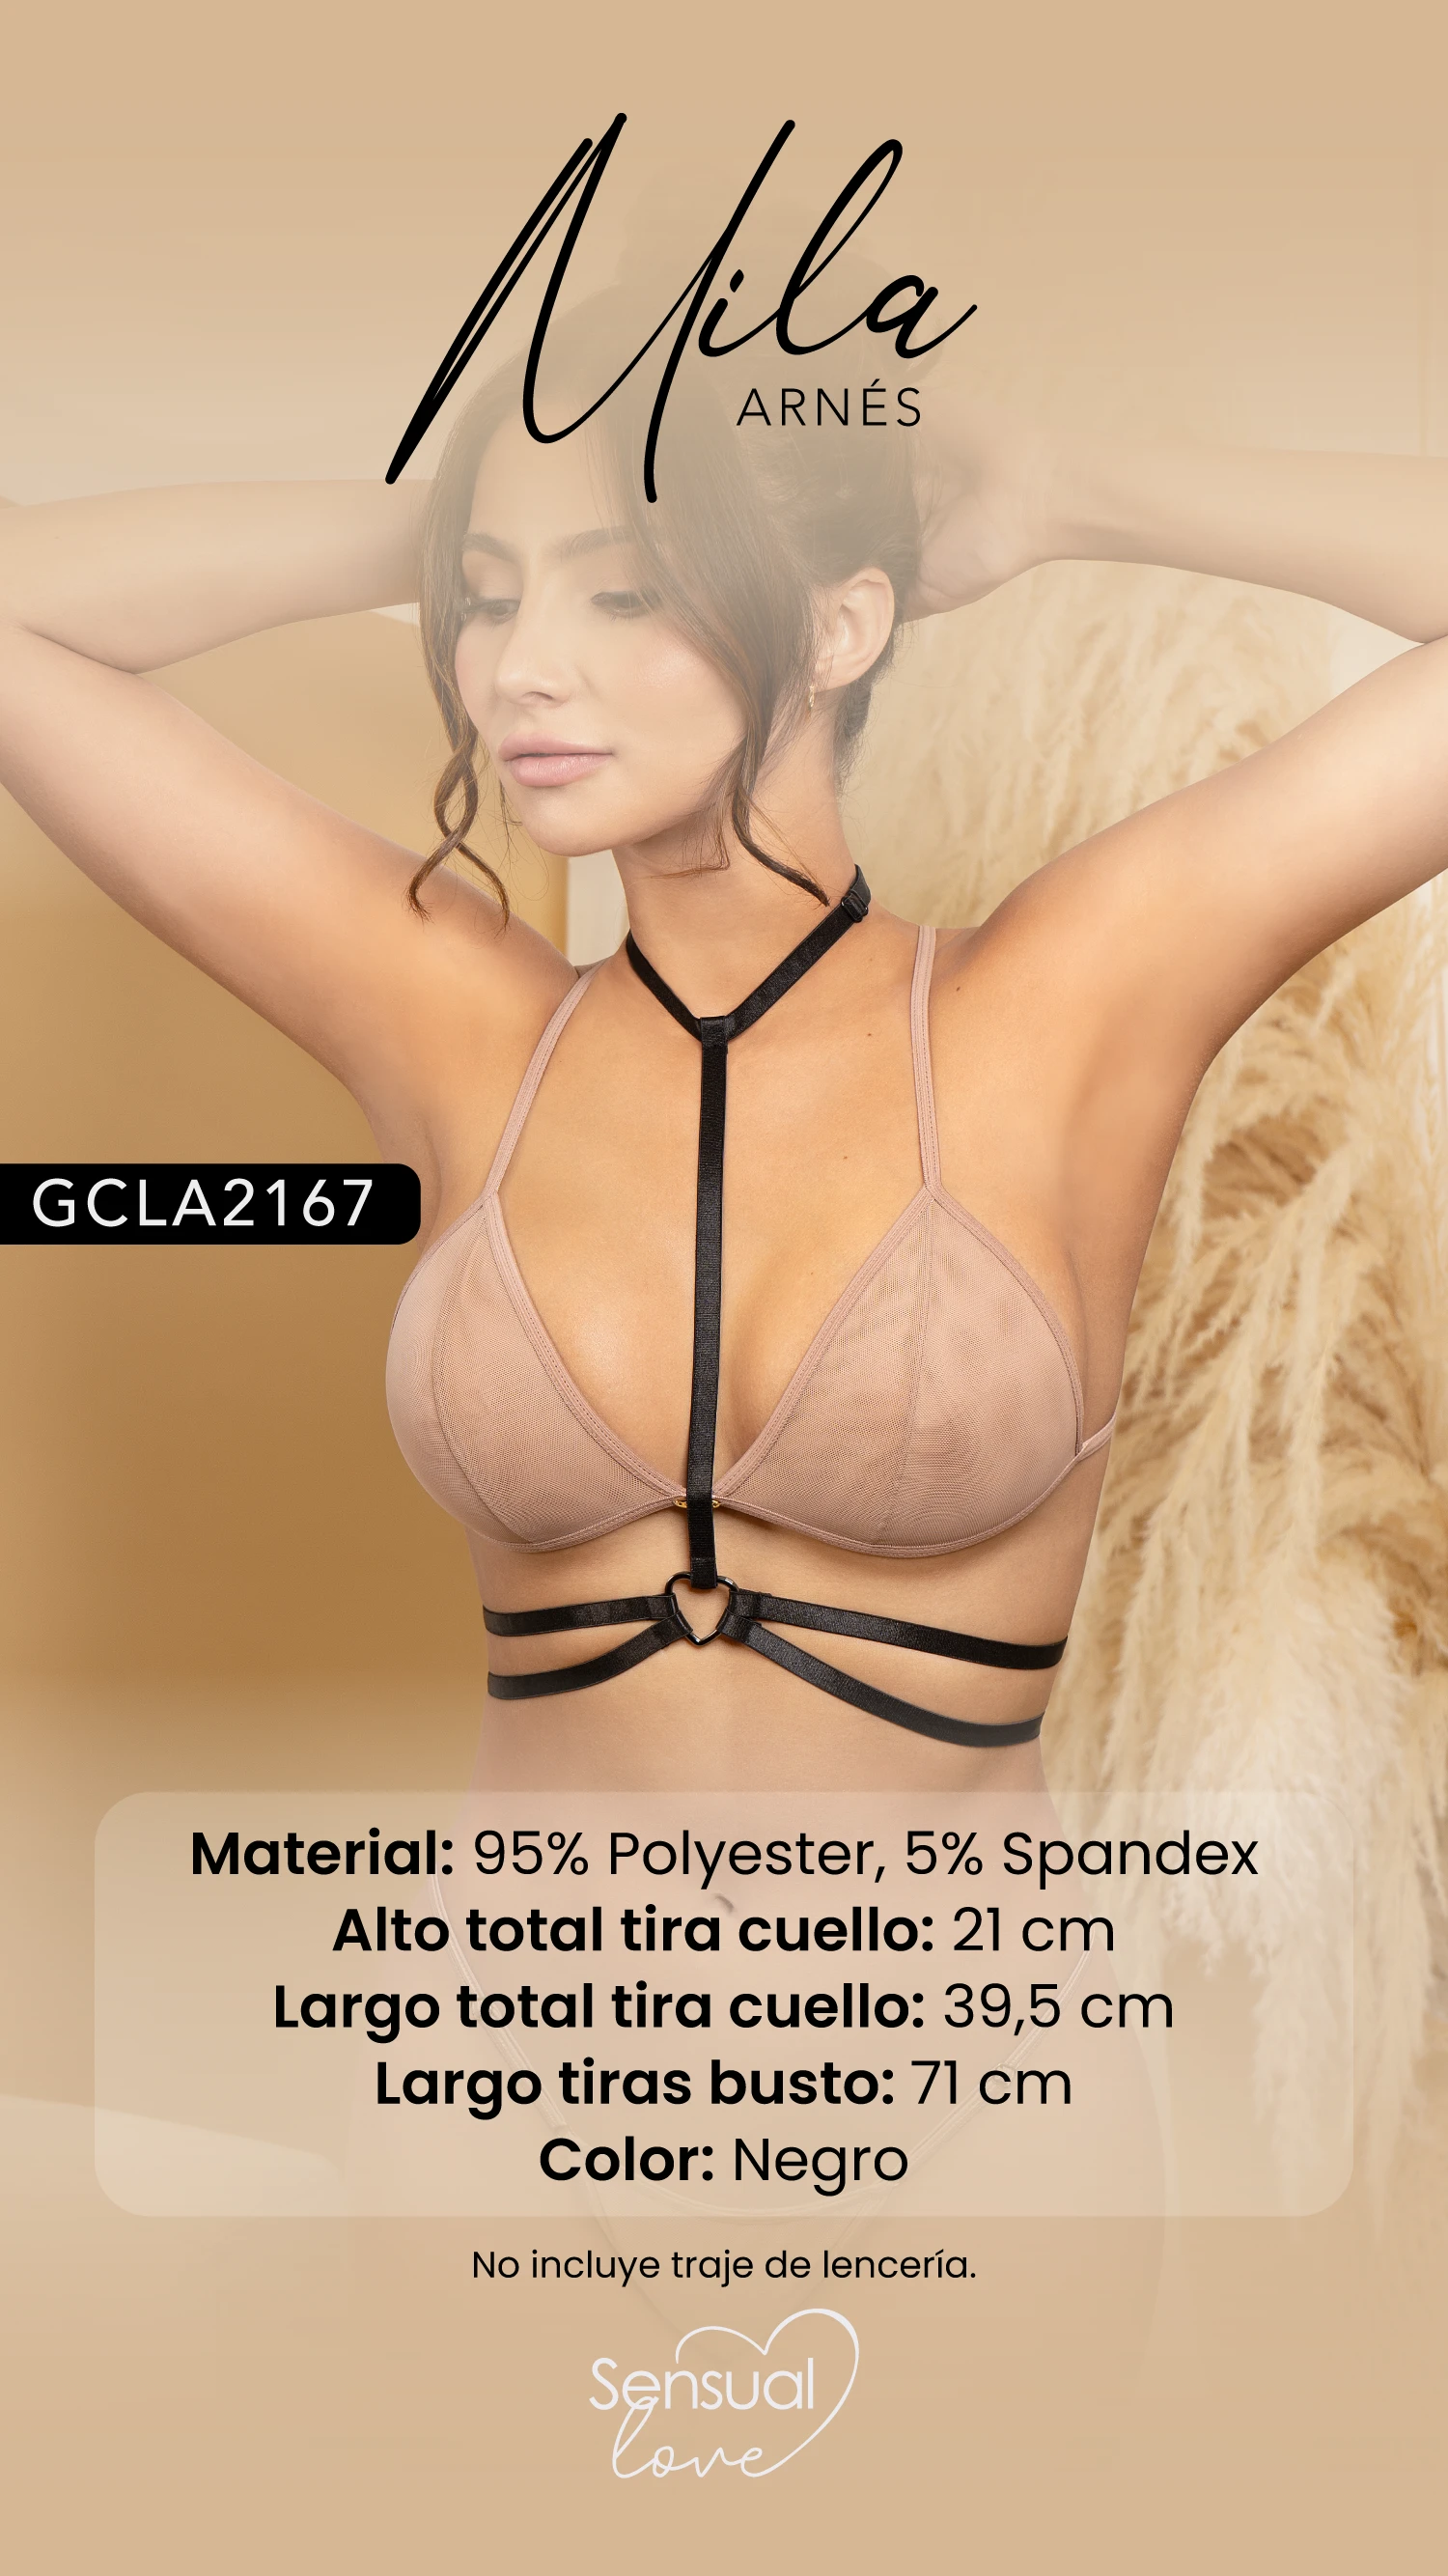 Mila
ARNÉS
GCLA2167
Material: 95% Polyester, 5% Spandex
Alto total tira cuello: 21 cm
Largo total tira cuello: 39,5 cm
Largo tiras busto: 71 cm
Color: Negro
No incluye traje de lencería.
Sensual
love